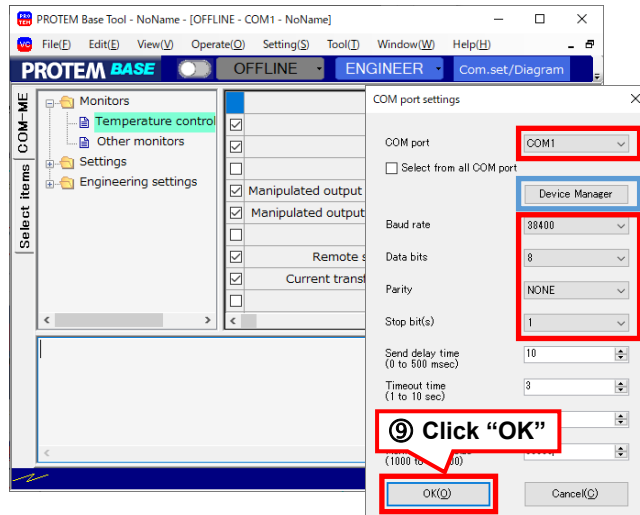 PROTEM Base Tool - NoName - [OFFLINE - COM1 - NoName]
File(F) Edit(E) View(V) Operate(O) Setting(S) Tool(T) Window(W) Help(H)
PROTEM BASE OFFLINE ENGINEER Com.set/Diagram
COM-ME
Select items
Monitors
Temperature control
Other monitors
Settings
Engineering settings
Manipulated output
Manipulated output
Remote s
Current transf
COM port settings
COM port COM1
Select from all COM port
Device Manager
Baud rate 38400
Data bits 8
Parity NONE
Stop bit(s) 1
Send delay time 10
(0 to 500 msec)
Timeout time 3
(1 to 10 sec)
⑨ Click “OK”
(1000 to
OK(O) Cancel(C)